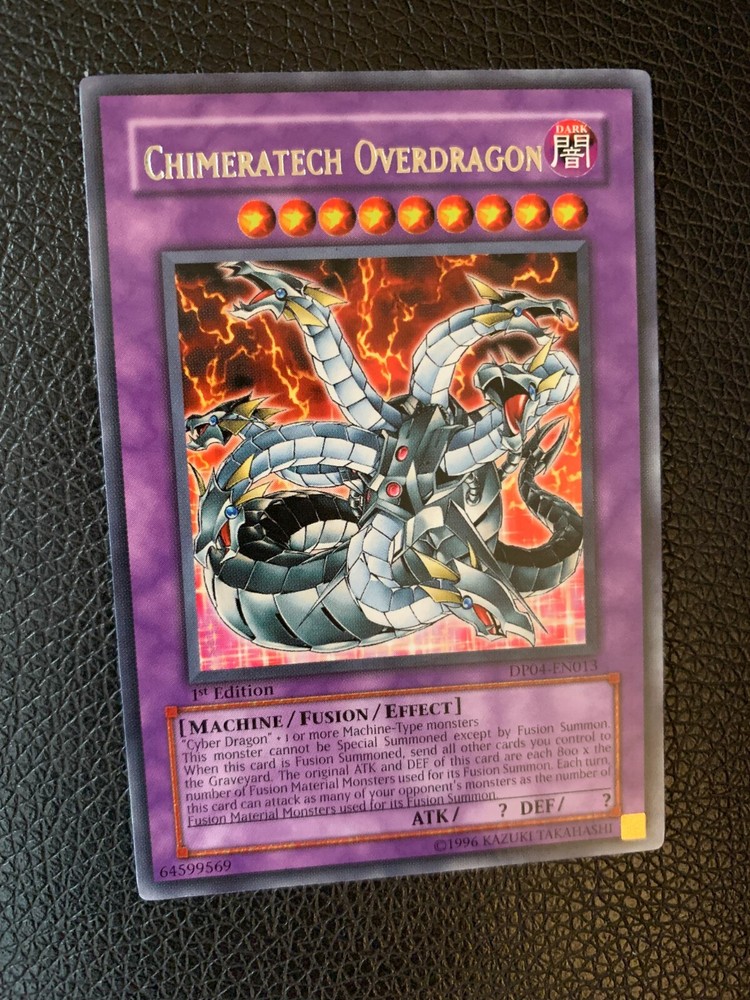 CHIMERATECH OVERDRAGON
DARK
闇
DP04-EN013
1st Edition
[MACHINE/FUSION/EFFECT]
"Cyber Dragon" + 1 or more Machine-Type monsters
This monster cannot be Special Summoned except by Fusion Summon.
When this card is Fusion Summoned, send all other cards you control to
the Graveyard. The original ATK and DEF of this card are each 800 x the
number of Fusion Material Monsters used for its Fusion Summon. Each turn,
this card can attack as many of your opponent's monsters as the number of
Fusion Material Monsters used for its Fusion Summon.
ATK/ ? DEF/ ?
64599569
©1996 KAZUKI TAKAHASHI